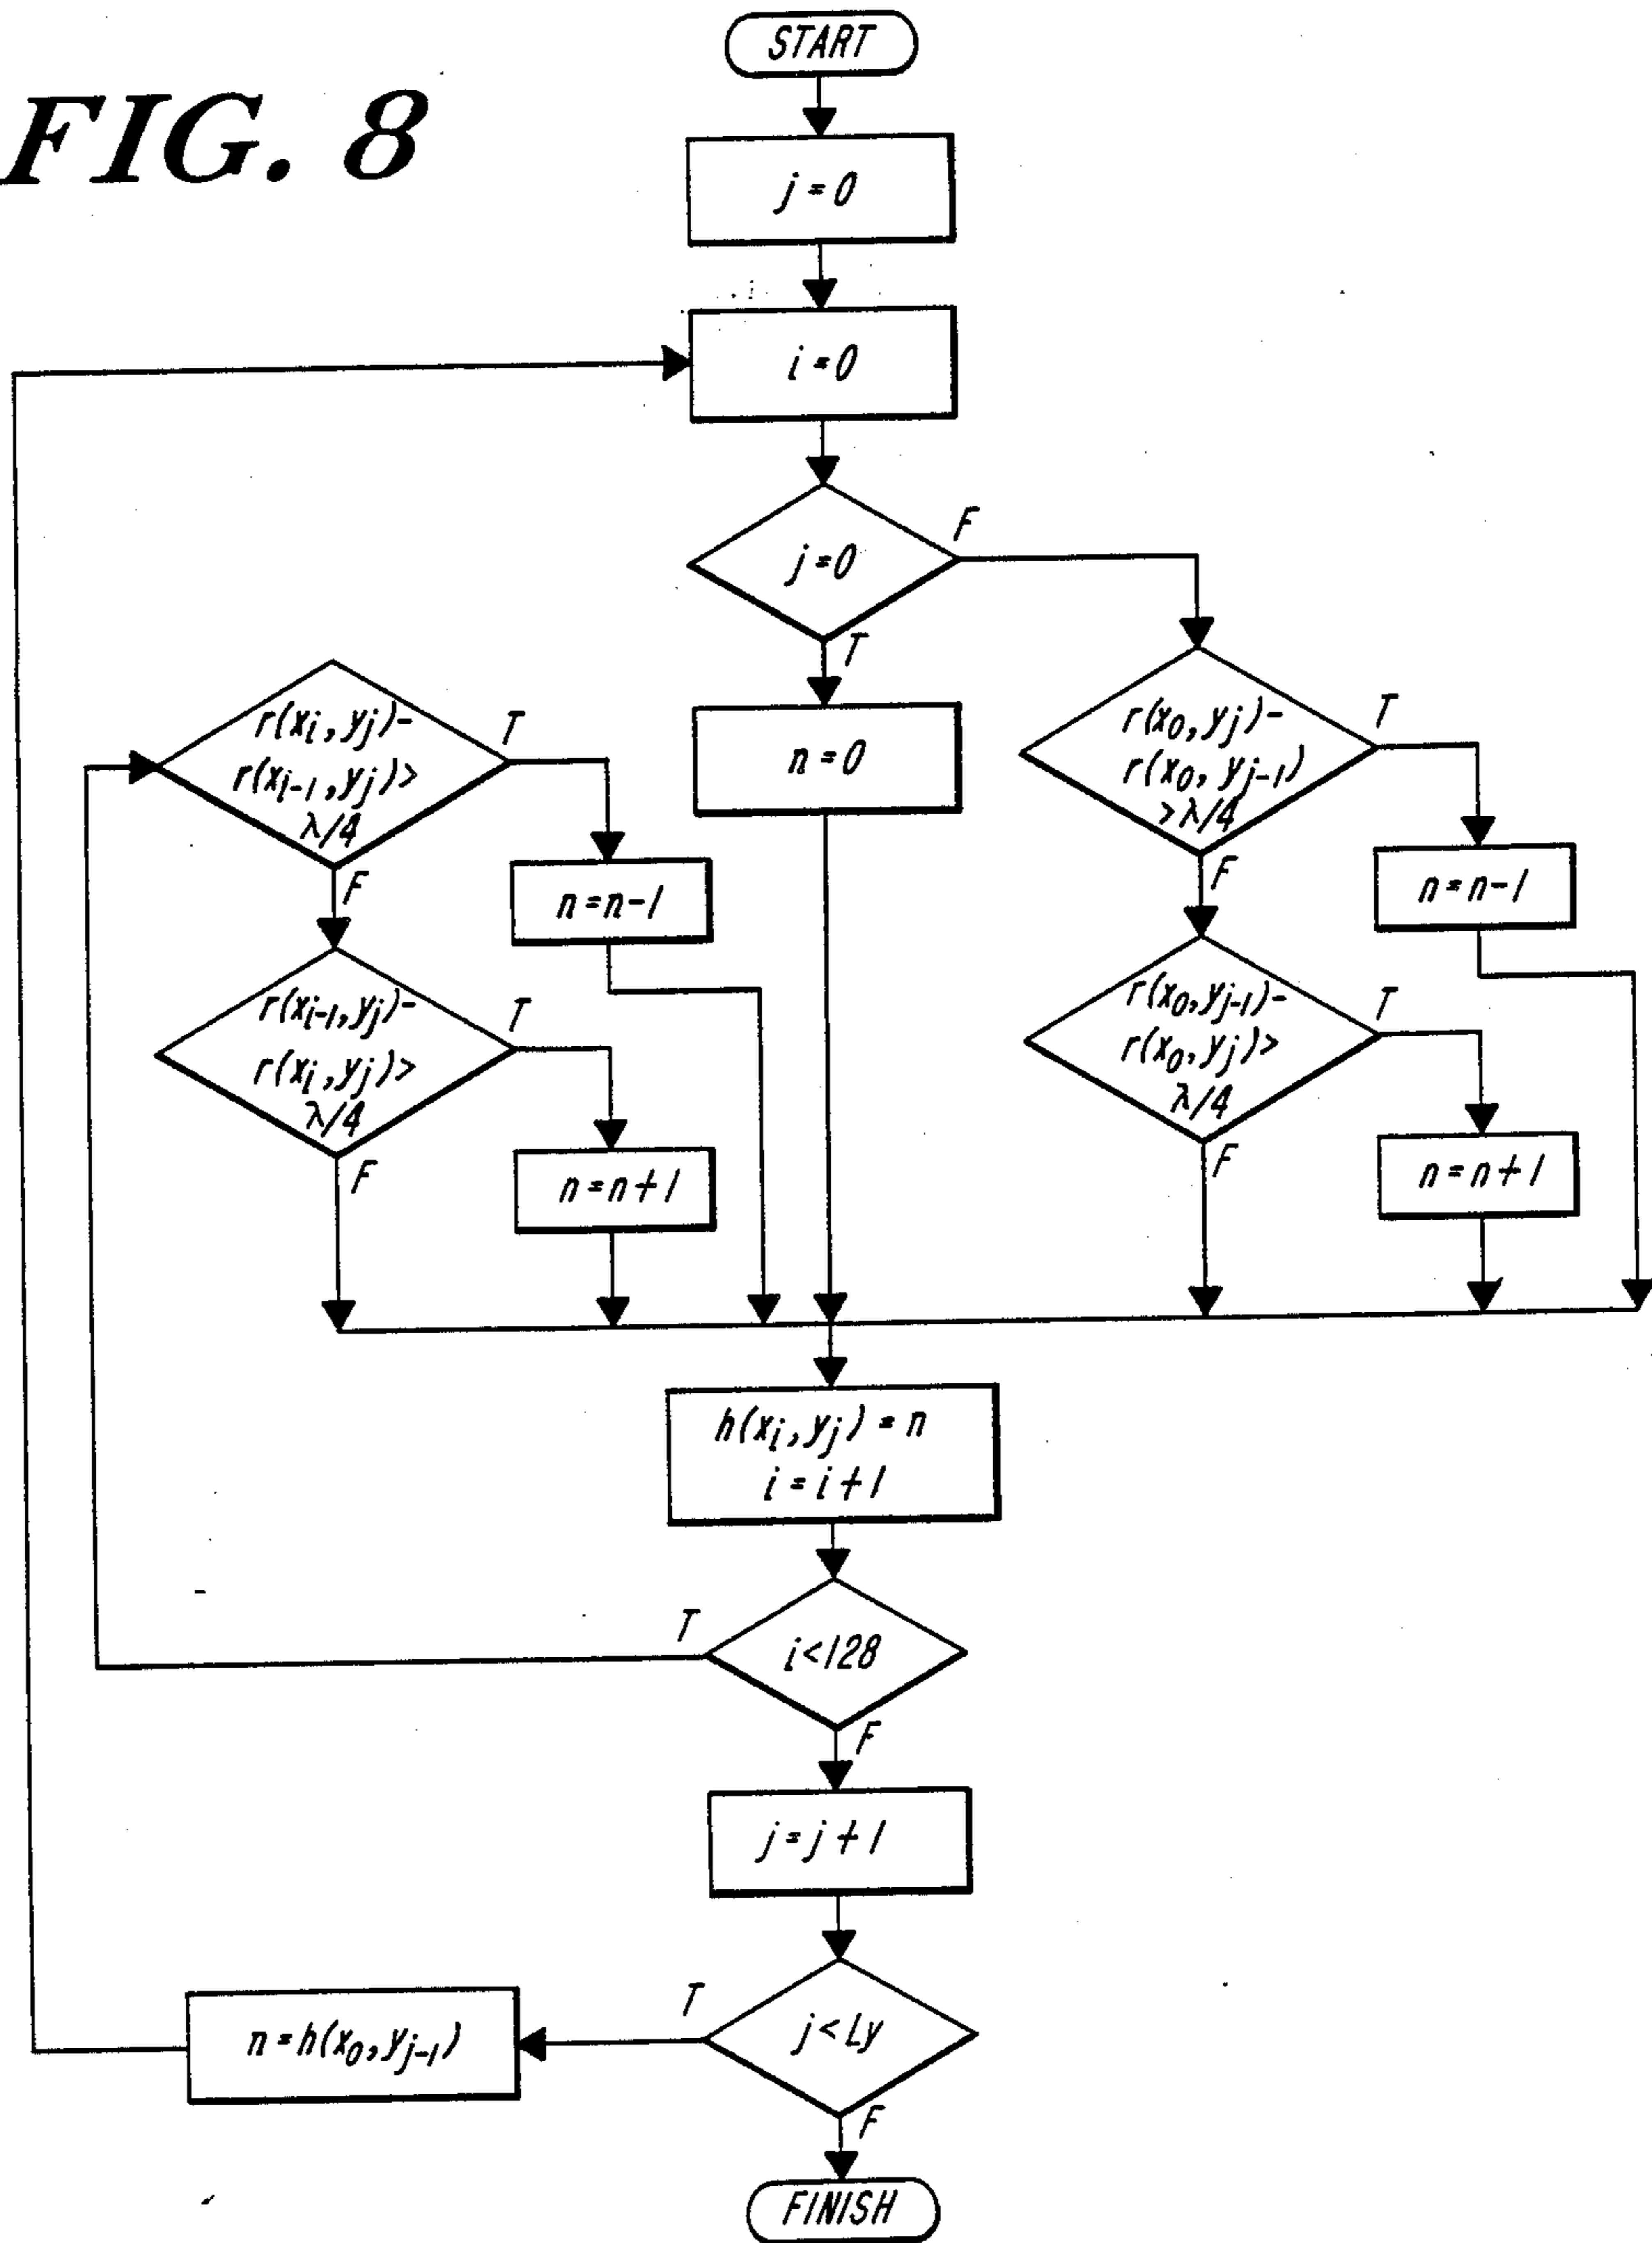 FIG. 8
START
j=0
i=0
j=0
F
T
r(xi, yj)-
r(xi-1, yj)>
λ/4
T
F
n=0
r(x0, yj)-
r(x0, yj-1)
>λ/4
T
F
n=n-1
n=n-1
r(xi-1, yj)-
r(xi, yj)>
λ/4
T
F
r(x0, yj-1)-
r(x0, yj)>
λ/4
T
F
n=n+1
n=n+1
h(xi, yj)=n
i=i+1
i<128
T
F
j=j+1
j<Ly
T
F
n=h(x0, yj-1)
FINISH